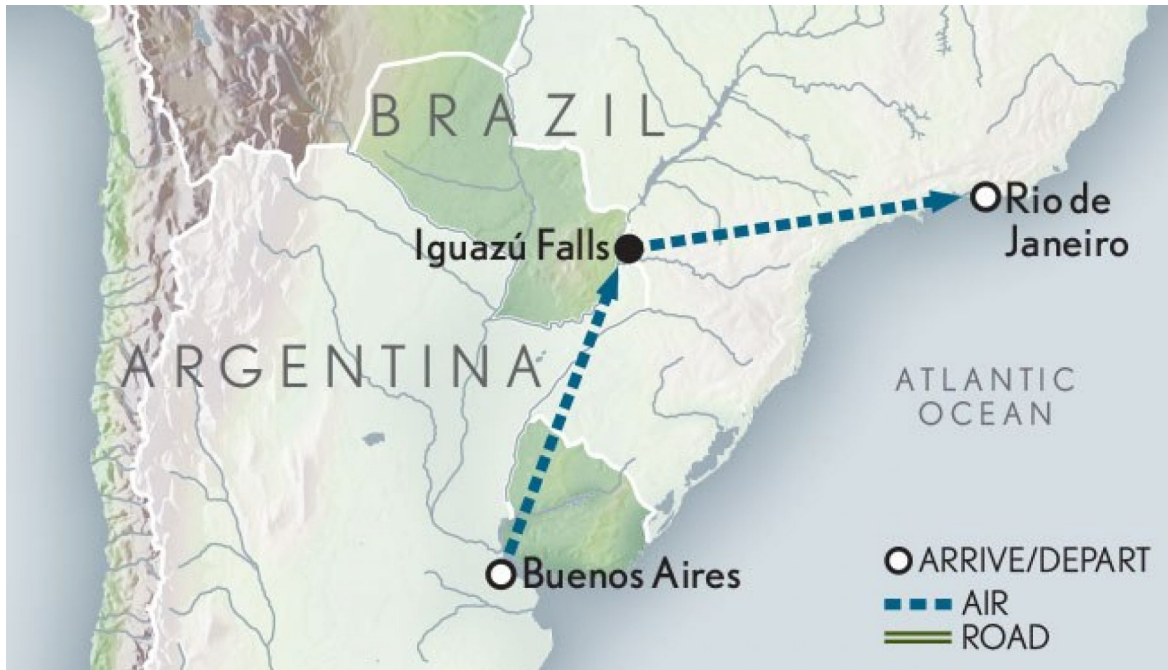 BRAZIL
Rio de
Janeiro
Iguazú Falls
ARGENTINA
ATLANTIC
OCEAN
Buenos Aires
ARRIVE/DEPART
AIR
ROAD